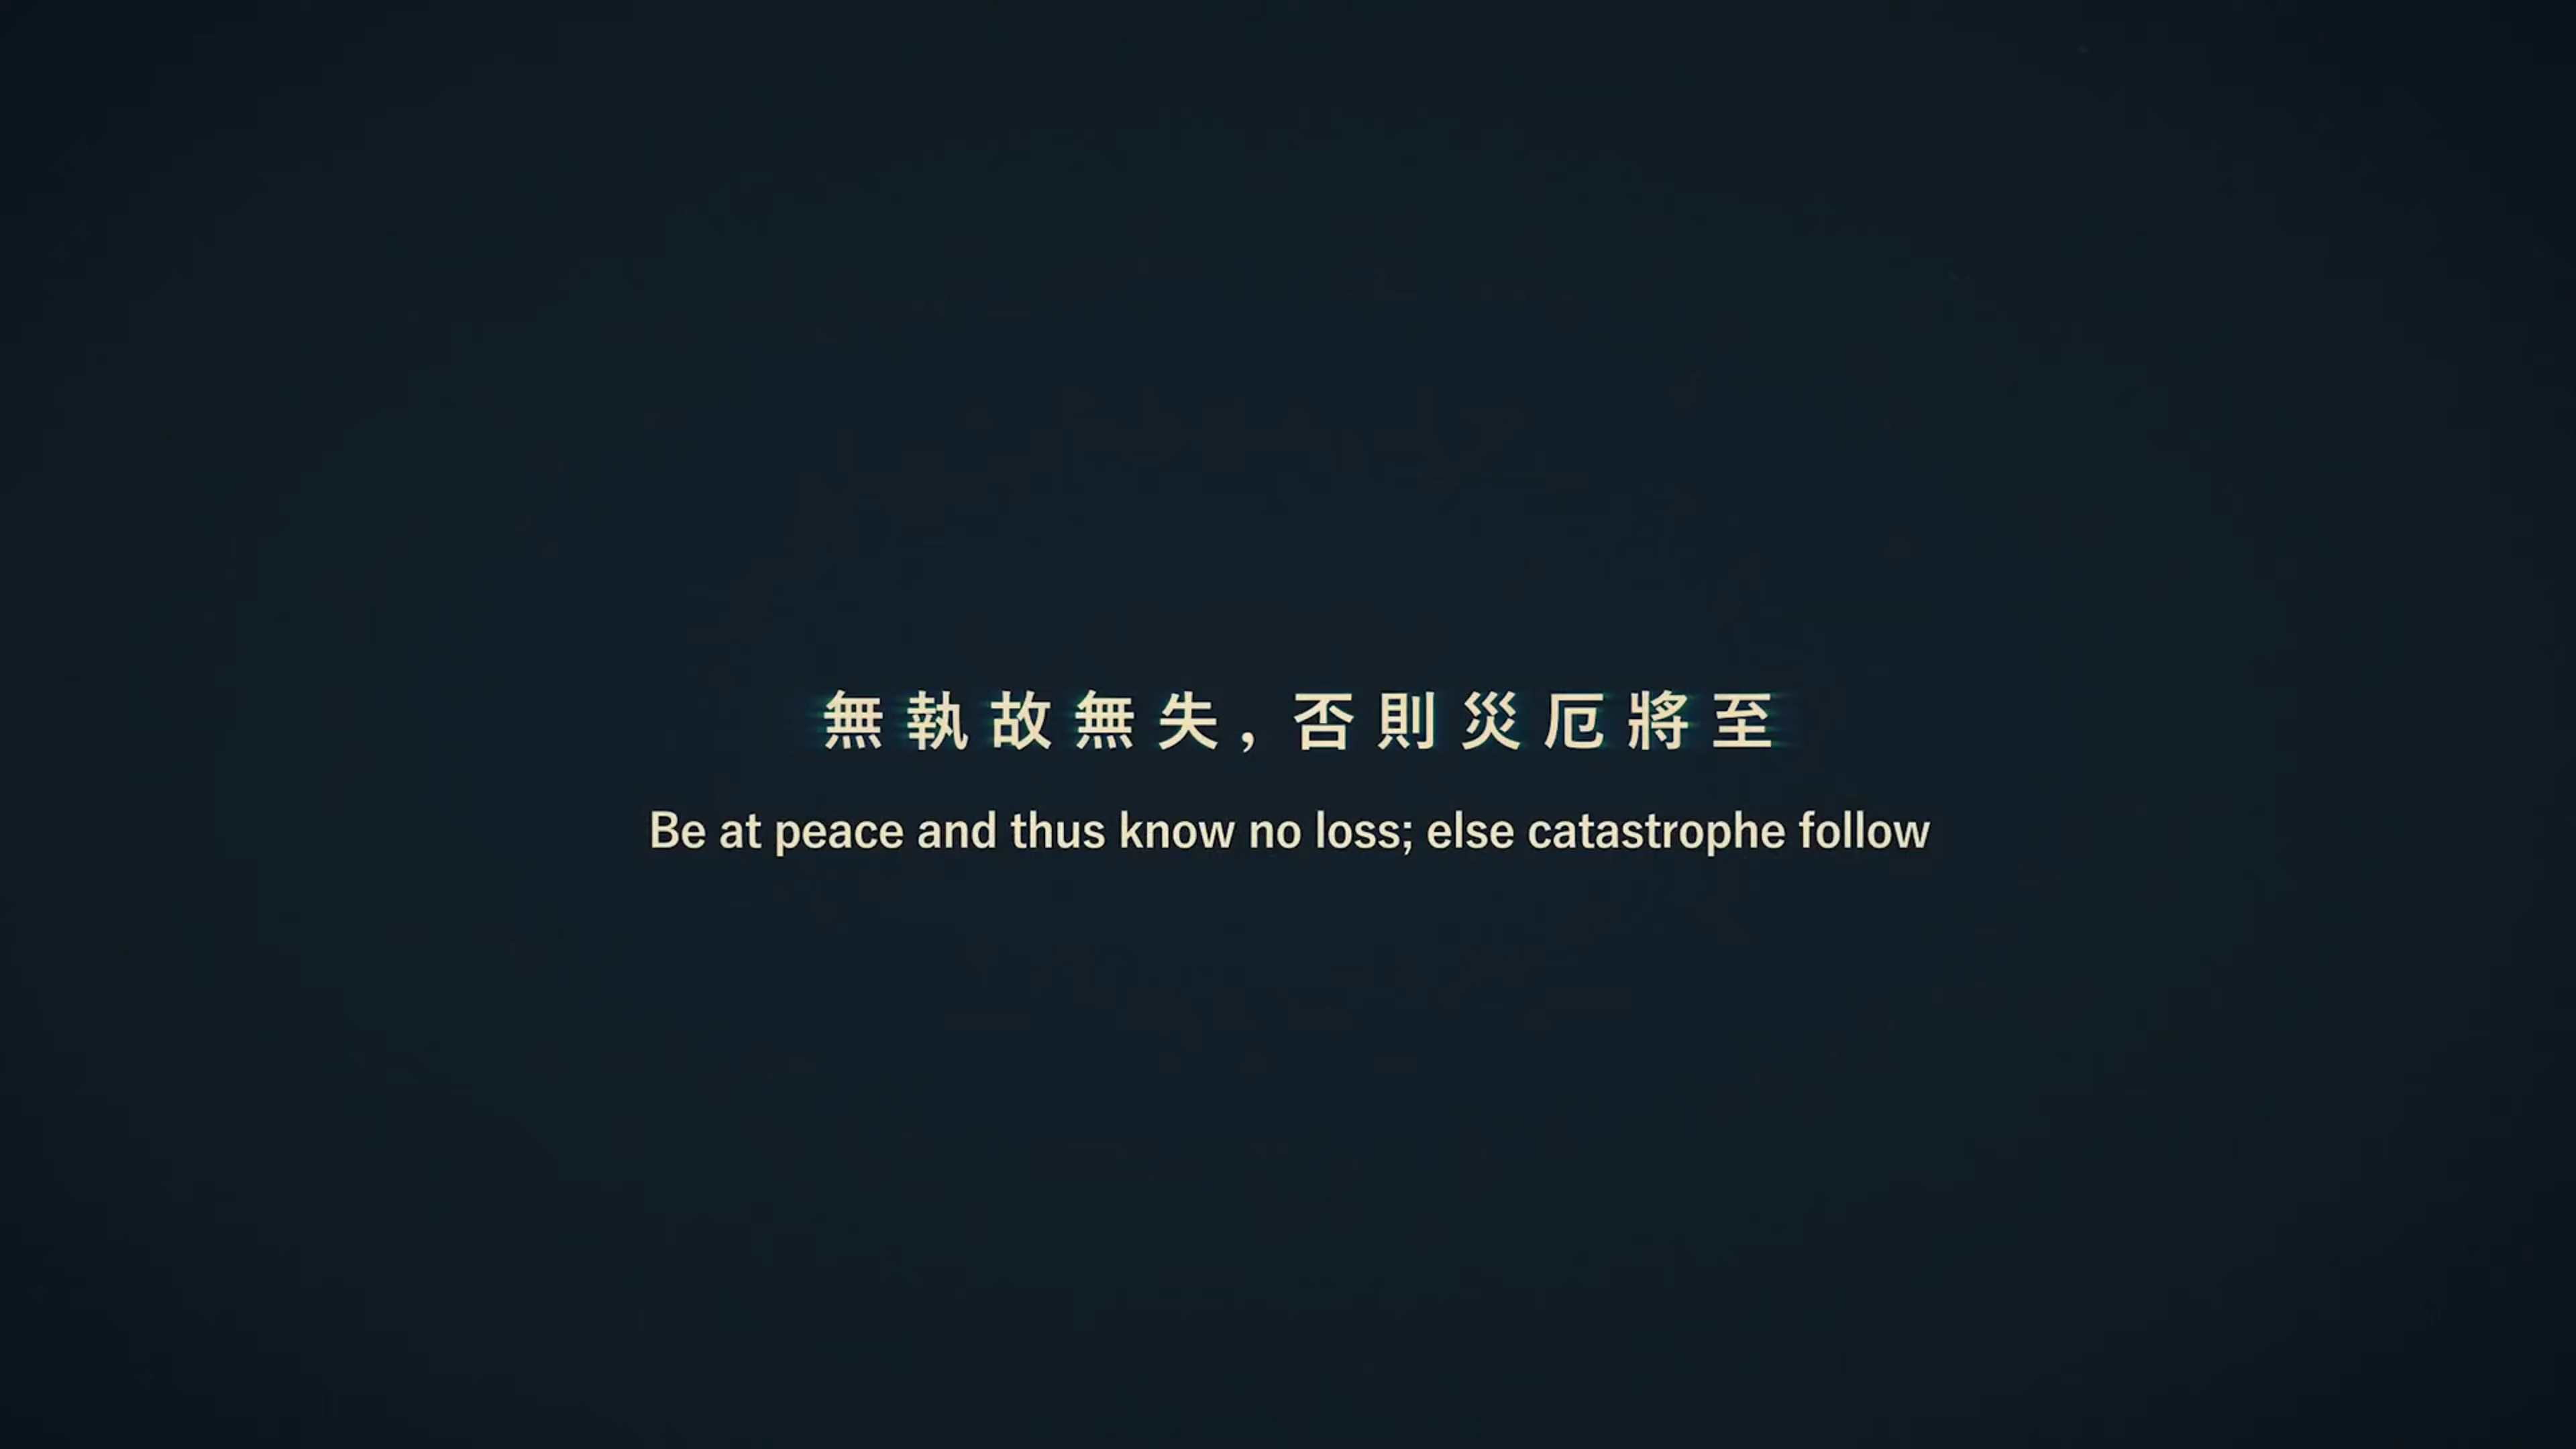 無執故無失，否則災厄將至
Be at peace and thus know no loss; else catastrophe follow